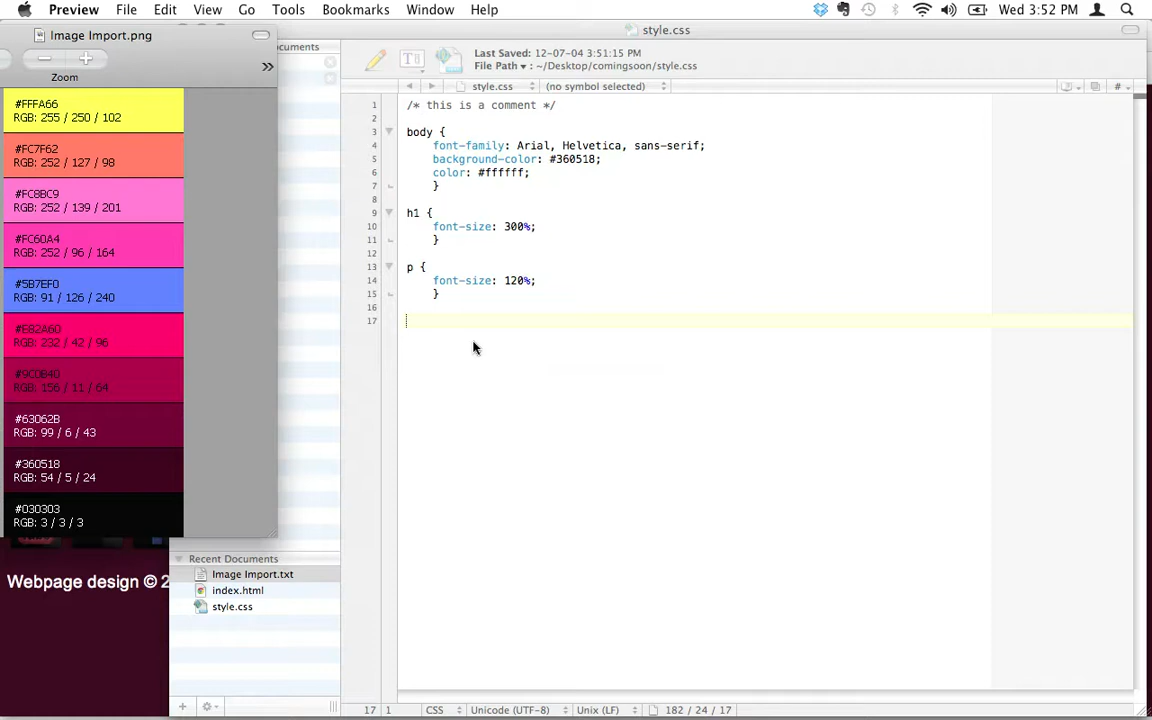 Preview File Edit View Go Tools Bookmarks Window Help Wed 3:52 PM
Image Import.png
Zoom
#FFFA66
RGB: 255 / 250 / 102
#FC7F62
RGB: 252 / 127 / 98
#FC8BC9
RGB: 252 / 139 / 201
#FC60A4
RGB: 252 / 96 / 164
#5B7EF0
RGB: 91 / 126 / 240
#E82A60
RGB: 232 / 42 / 96
#9C0B40
RGB: 156 / 11 / 64
#63062B
RGB: 99 / 6 / 43
#360518
RGB: 54 / 5 / 24
#030303
RGB: 3 / 3 / 3
Webpage design © 2
cuments
Recent Documents
Image Import.txt
index.html
style.css
style.css
Last Saved: 12-07-04 3:51:15 PM
File Path ▾ : ~/Desktop/comingsoon/style.css
style.css (no symbol selected) #
1 /* this is a comment */
2
3 body {
4 font-family: Arial, Helvetica, sans-serif;
5 background-color: #360518;
6 color: #ffffff;
7 }
8
9 h1 {
10 font-size: 300%;
11 }
12
13 p {
14 font-size: 120%;
15 }
16
17
17 1 CSS Unicode (UTF-8) Unix (LF) 182 / 24 / 17